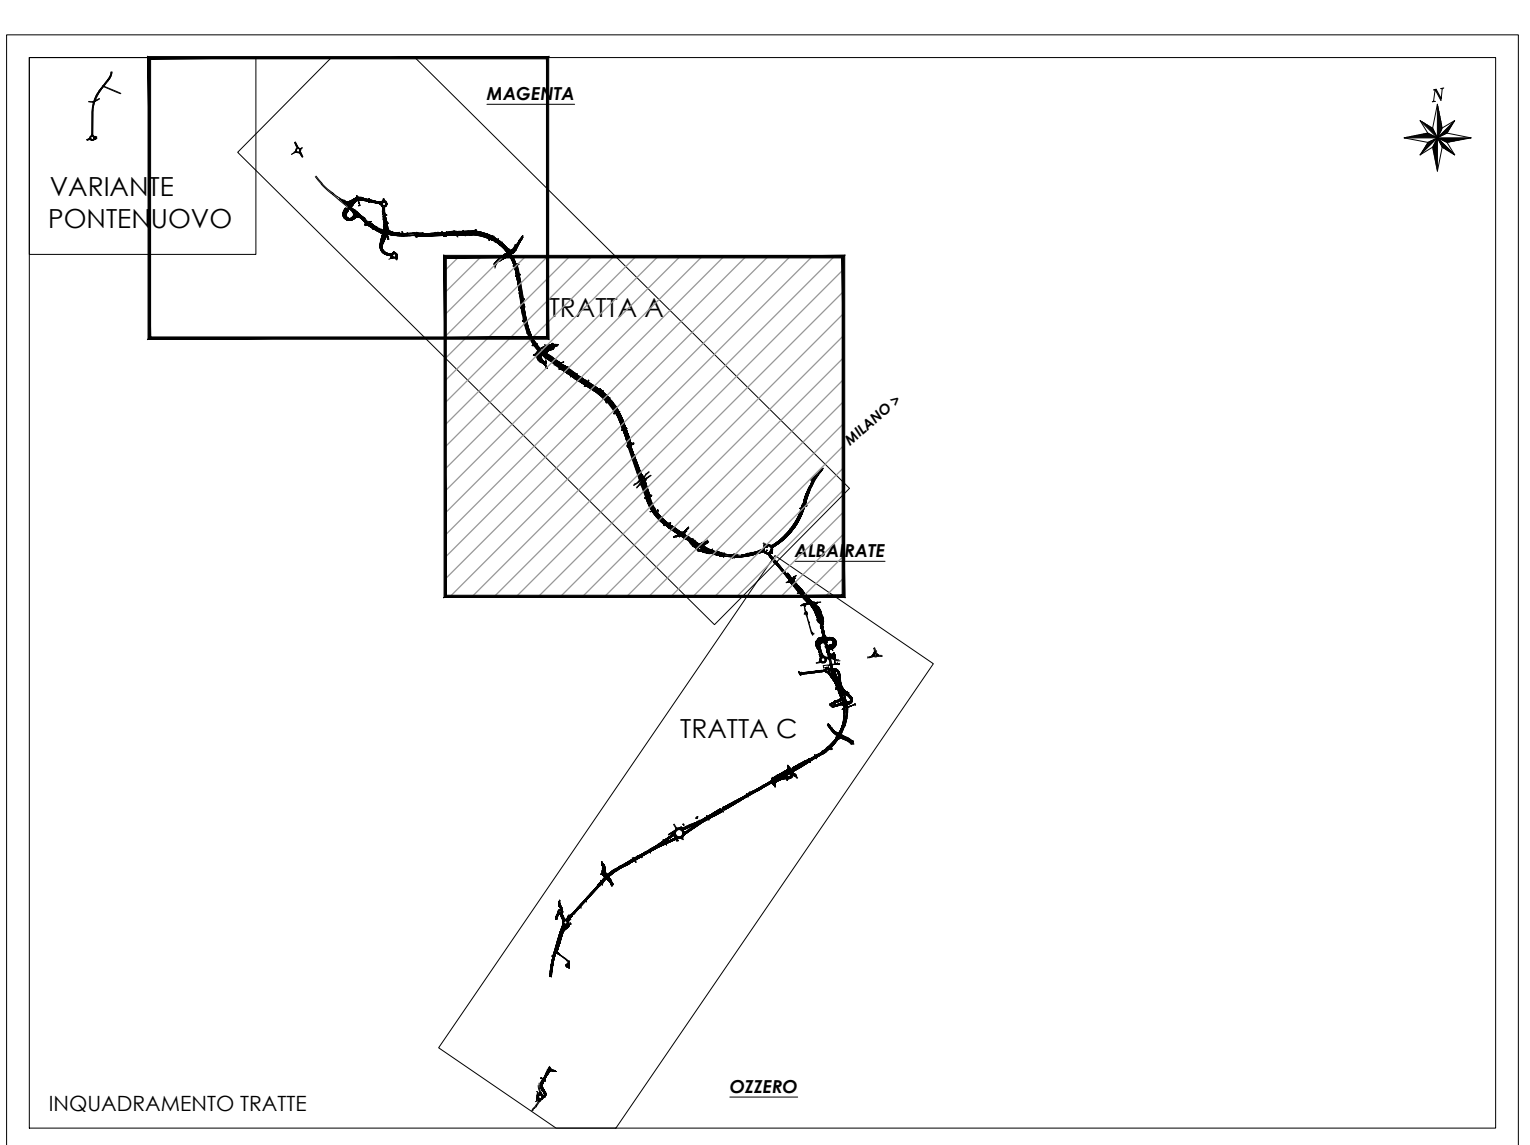 MAGENTA
N
VARIANTE
PONTENUOVO
TRATTA A
MILANO >
ALBAIRATE
TRATTA C
OZZERO
INQUADRAMENTO TRATTE